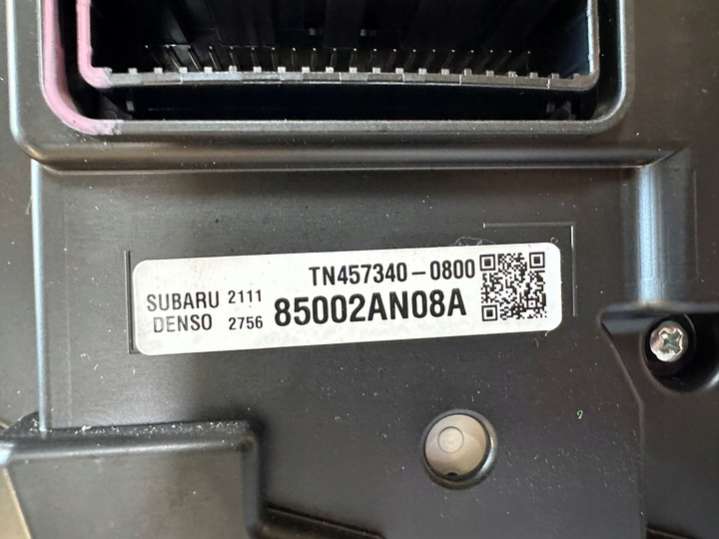 TN457340-0800
SUBARU 2111
DENSO 2756
85002AN08A